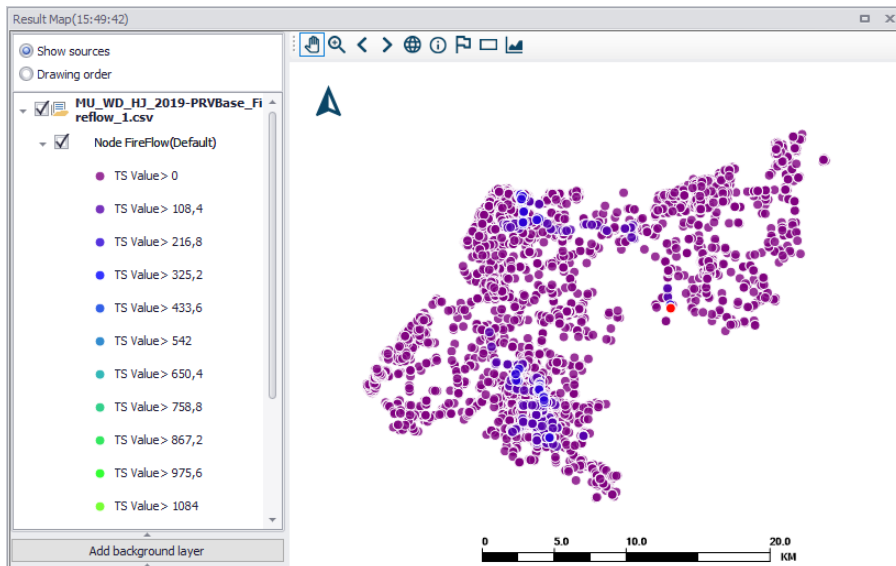 Result Map(15:49:42)
Show sources
Drawing order
MU_WD_HJ_2019-PRVBase_Fi
reflow_1.csv
Node FireFlow(Default)
TS Value> 0
TS Value> 108,4
TS Value> 216,8
TS Value> 325,2
TS Value> 433,6
TS Value> 542
TS Value> 650,4
TS Value> 758,8
TS Value> 867,2
TS Value> 975,6
TS Value> 1084
Add background layer
0 5.0 10.0 20.0
KM